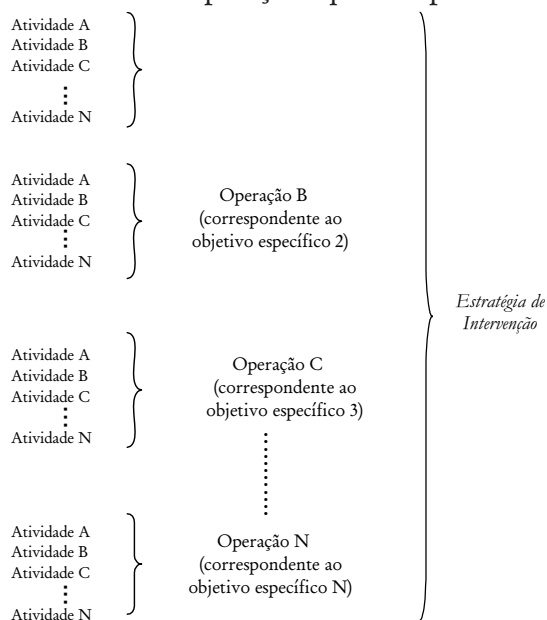 Atividade A
Atividade B
Atividade C
Atividade N
Atividade A
Atividade B
Atividade C
Atividade N
Operação B
(correspondente ao
objetivo específico 2)
Estratégia de
Intervenção
Atividade A
Atividade B
Atividade C
Atividade N
Operação C
(correspondente ao
objetivo específico 3)
Atividade A
Atividade B
Atividade C
Atividade N
Operação N
(correspondente ao
objetivo específico N)